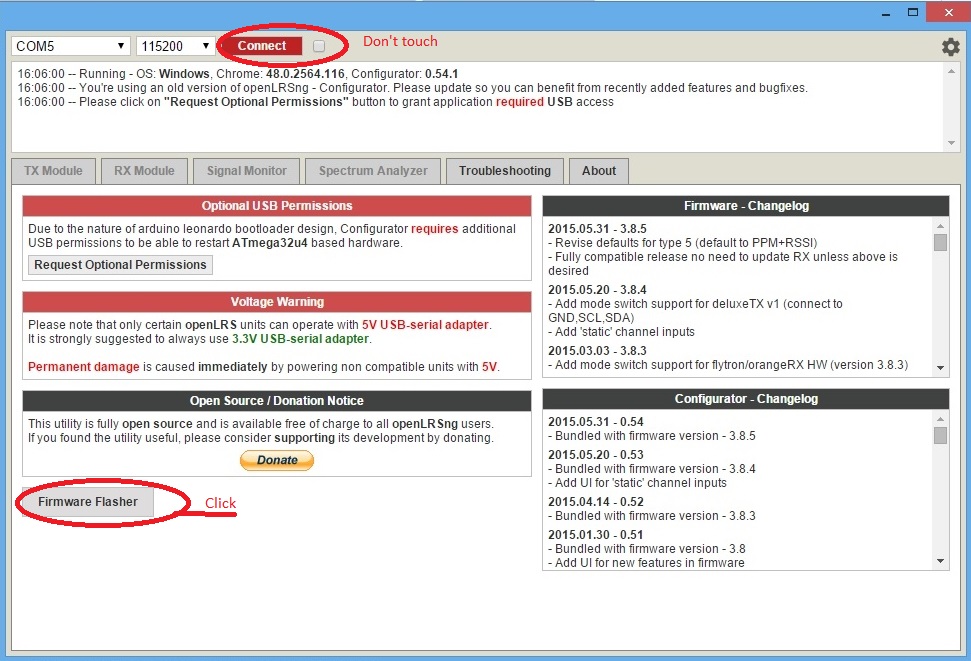 COM5 115200 Connect Don't touch
16:06:00 -- Running - OS: Windows, Chrome: 48.0.2564.116, Configurator: 0.54.1
16:06:00 -- You're using an old version of openLRSng - Configurator. Please update so you can benefit from recently added features and bugfixes.
16:06:00 -- Please click on "Request Optional Permissions" button to grant application required USB access
TX Module RX Module Signal Monitor Spectrum Analyzer Troubleshooting About
Optional USB Permissions
Due to the nature of arduino leonardo bootloader design, Configurator requires additional
USB permissions to be able to restart ATmega32u4 based hardware.
Request Optional Permissions
Voltage Warning
Please note that only certain openLRS units can operate with 5V USB-serial adapter.
It is strongly suggested to always use 3.3V USB-serial adapter.
Permanent damage is caused immediately by powering non compatible units with 5V.
Open Source / Donation Notice
This utility is fully open source and is available free of charge to all openLRSng users.
If you found the utility useful, please consider supporting its development by donating.
Donate
Firmware Flasher Click
Firmware - Changelog
2015.05.31 - 3.8.5
- Revise defaults for type 5 (default to PPM+RSSI)
- Fully compatible release no need to update RX unless above is
desired
2015.05.20 - 3.8.4
- Add mode switch support for deluxeTX v1 (connect to
GND,SCL,SDA)
- Add 'static' channel inputs
2015.03.03 - 3.8.3
- Add mode switch support for flytron/orangeRX HW (version 3.8.3)
Configurator - Changelog
2015.05.31 - 0.54
- Bundled with firmware version - 3.8.5
2015.05.20 - 0.53
- Bundled with firmware version - 3.8.4
- Add UI for 'static' channel inputs
2015.04.14 - 0.52
- Bundled with firmware version - 3.8.3
2015.01.30 - 0.51
- Bundled with firmware version - 3.8
- Add UI for new features in firmware